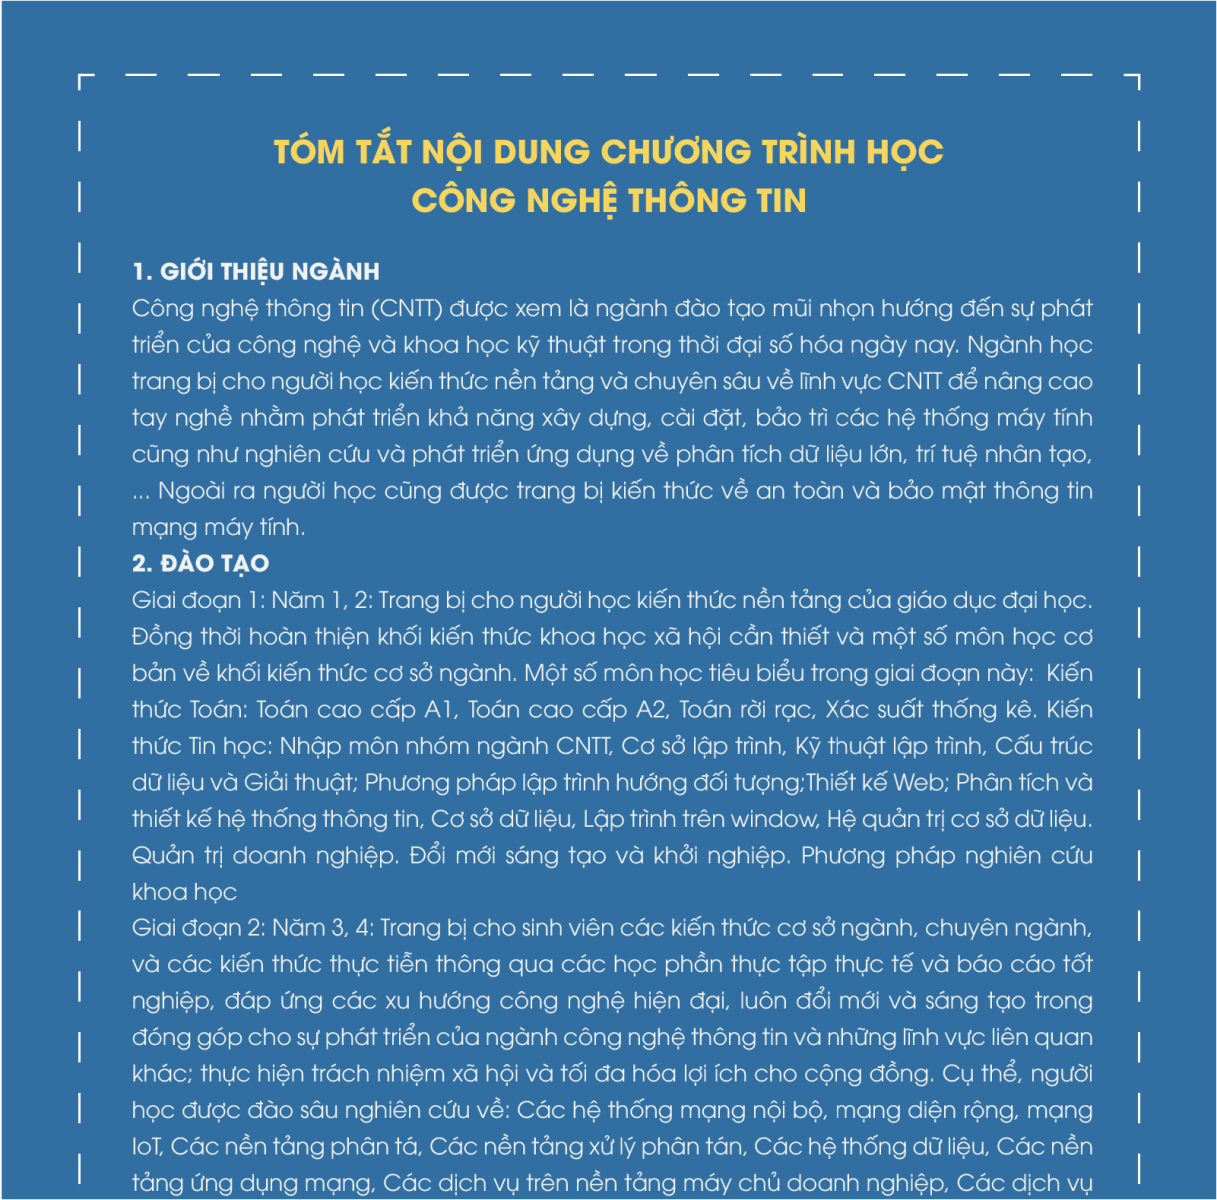 TÓM TẮT NỘI DUNG CHƯƠNG TRÌNH HỌC
CÔNG NGHỆ THÔNG TIN
1. GIỚI THIỆU NGÀNH
Công nghệ thông tin (CNTT) được xem là ngành đào tạo mũi nhọn hướng đến sự phát
triển của công nghệ và khoa học kỹ thuật trong thời đại số hóa ngày nay. Ngành học
trang bị cho người học kiến thức nền tảng và chuyên sâu về lĩnh vực CNTT để nâng cao
tay nghề nhằm phát triển khả năng xây dựng, cài đặt, bảo trì các hệ thống máy tính
cũng như nghiên cứu và phát triển ứng dụng về phân tích dữ liệu lớn, trí tuệ nhân tạo,
... Ngoài ra người học cũng được trang bị kiến thức về an toàn và bảo mật thông tin
mạng máy tính.
2. ĐÀO TẠO
Giai đoạn 1: Năm 1, 2: Trang bị cho người học kiến thức nền tảng của giáo dục đại học.
Đồng thời hoàn thiện khối kiến thức khoa học xã hội cần thiết và một số môn học cơ
bản về khối kiến thức cơ sở ngành. Một số môn học tiêu biểu trong giai đoạn này:  Kiến
thức Toán: Toán cao cấp A1, Toán cao cấp A2, Toán rời rạc, Xác suất thống kê. Kiến
thức Tin học: Nhập môn nhóm ngành CNTT, Cơ sở lập trình, Kỹ thuật lập trình, Cấu trúc
dữ liệu và Giải thuật; Phương pháp lập trình hướng đối tượng;Thiết kế Web; Phân tích và
thiết kế hệ thống thông tin, Cơ sở dữ liệu, Lập trình trên window, Hệ quản trị cơ sở dữ liệu.
Quản trị doanh nghiệp. Đổi mới sáng tạo và khởi nghiệp. Phương pháp nghiên cứu
khoa học
Giai đoạn 2: Năm 3, 4: Trang bị cho sinh viên các kiến thức cơ sở ngành, chuyên ngành,
và các kiến thức thực tiễn thông qua các học phần thực tập thực tế và báo cáo tốt
nghiệp, đáp ứng các xu hướng công nghệ hiện đại, luôn đổi mới và sáng tạo trong
đóng góp cho sự phát triển của ngành công nghệ thông tin và những lĩnh vực liên quan
khác; thực hiện trách nhiệm xã hội và tối đa hóa lợi ích cho cộng đồng. Cụ thể, người
học được đào sâu nghiên cứu về: Các hệ thống mạng nội bộ, mạng diện rộng, mạng
IoT, Các nền tảng phân tá, Các nền tảng xử lý phân tán, Các hệ thống dữ liệu, Các nền
tảng ứng dụng mạng, Các dịch vụ trên nền tảng máy chủ doanh nghiệp, Các dịch vụ